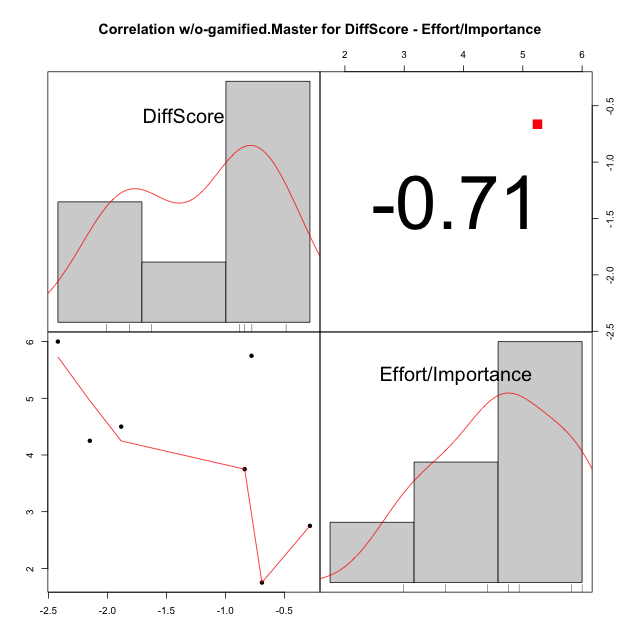 Correlation w/o-gamified.Master for DiffScore - Effort/Importance
2 3 4 5 6
DiffScore
-0.71
-0.5
-1.0
-1.5
-2.0
-2.5
6
5
4
3
2
Effort/Importance
-2.5 -2.0 -1.5 -1.0 -0.5